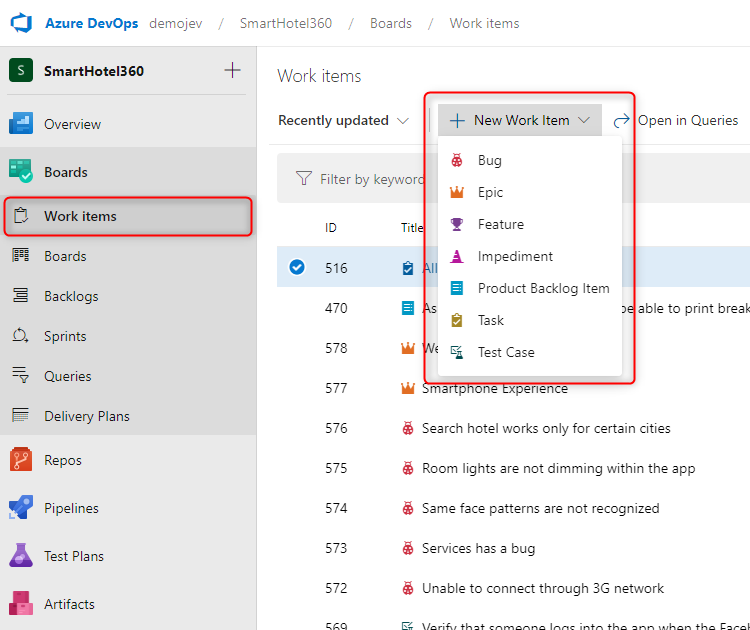 Azure DevOps demojev / SmartHotel360 / Boards / Work items
S SmartHotel360
Overview
Boards
Work items
Boards
Backlogs
Sprints
Queries
Delivery Plans
Repos
Pipelines
Test Plans
Artifacts
Work items
Recently updated
New Work Item
Open in Queries
Filter by keyword
Bug
Epic
Feature
Impediment
Product Backlog Item
Task
Test Case
ID Title
516 All
470 As be able to print break
578 We
577 Smartphone Experience
576 Search hotel works only for certain cities
575 Room lights are not dimming within the app
574 Same face patterns are not recognized
573 Services has a bug
572 Unable to connect through 3G network
569 Verify that someone logs into the app when the Faceb